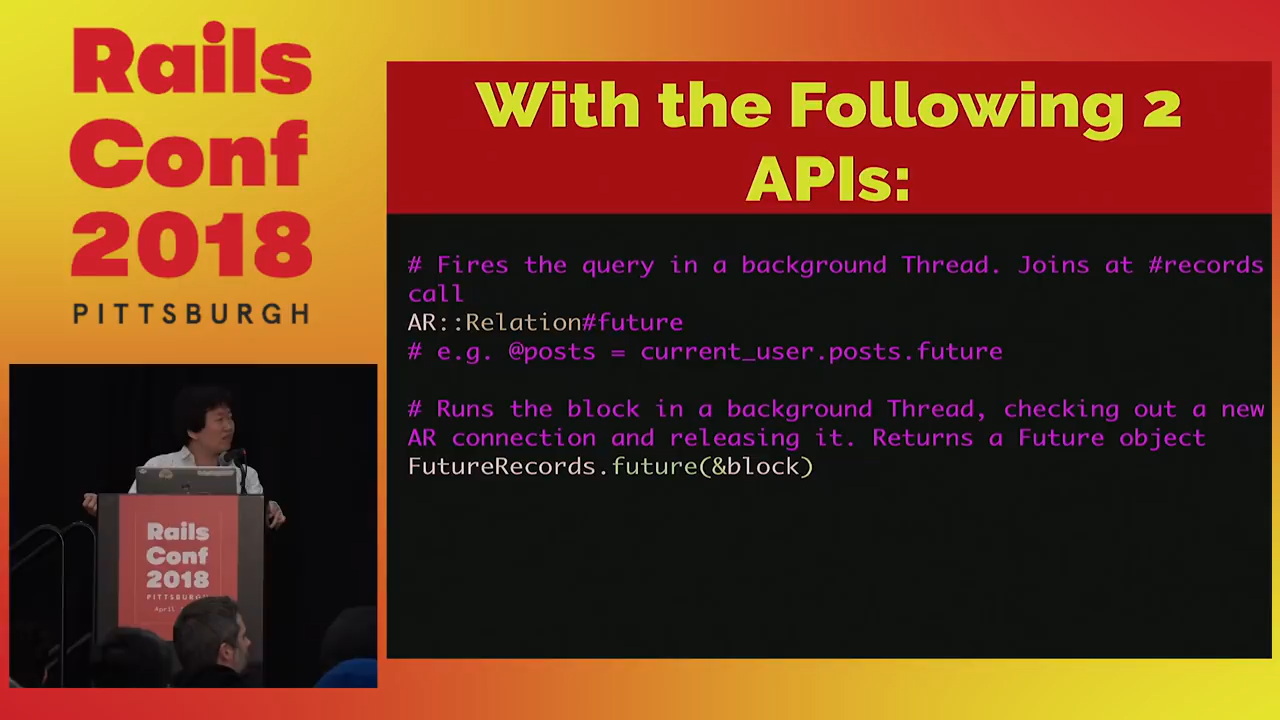 Rails
Conf
2018
PITTSBURGH
With the Following 2
APIs:
# Fires the query in a background Thread. Joins at #records
call
AR::Relation#future
# e.g. @posts = current_user.posts.future
# Runs the block in a background Thread, checking out a new
AR connection and releasing it. Returns a Future object
FutureRecords.future(&block)
Rails
Conf
2018
PITTSBURGH
April